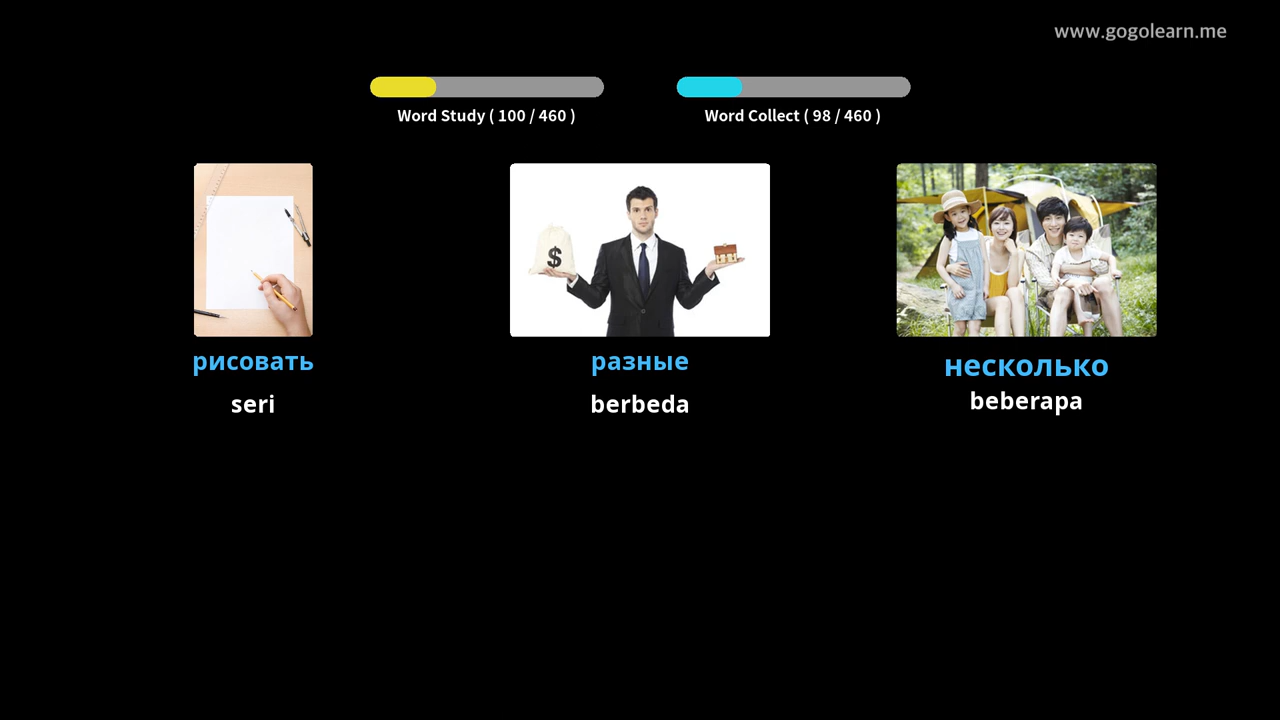 www.gogolearn.me
Word Study ( 100 / 460 )
Word Collect ( 98 / 460 )
рисовать
seri
разные
berbeda
несколько
beberapa